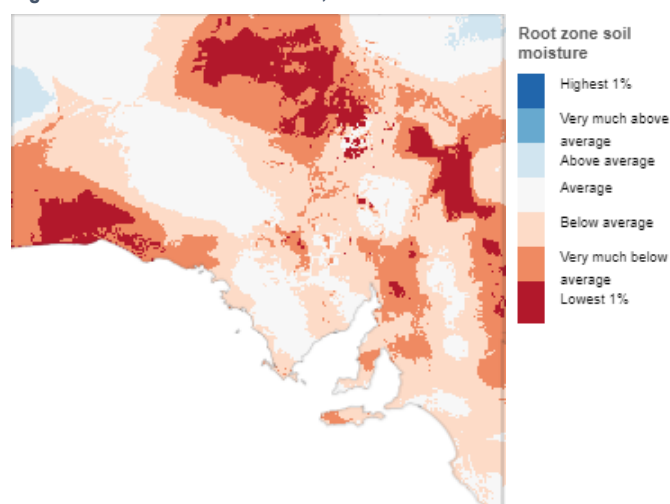 Root zone soil
moisture
Highest 1%
Very much above
average
Above average
Average
Below average
Very much below
average
Lowest 1%